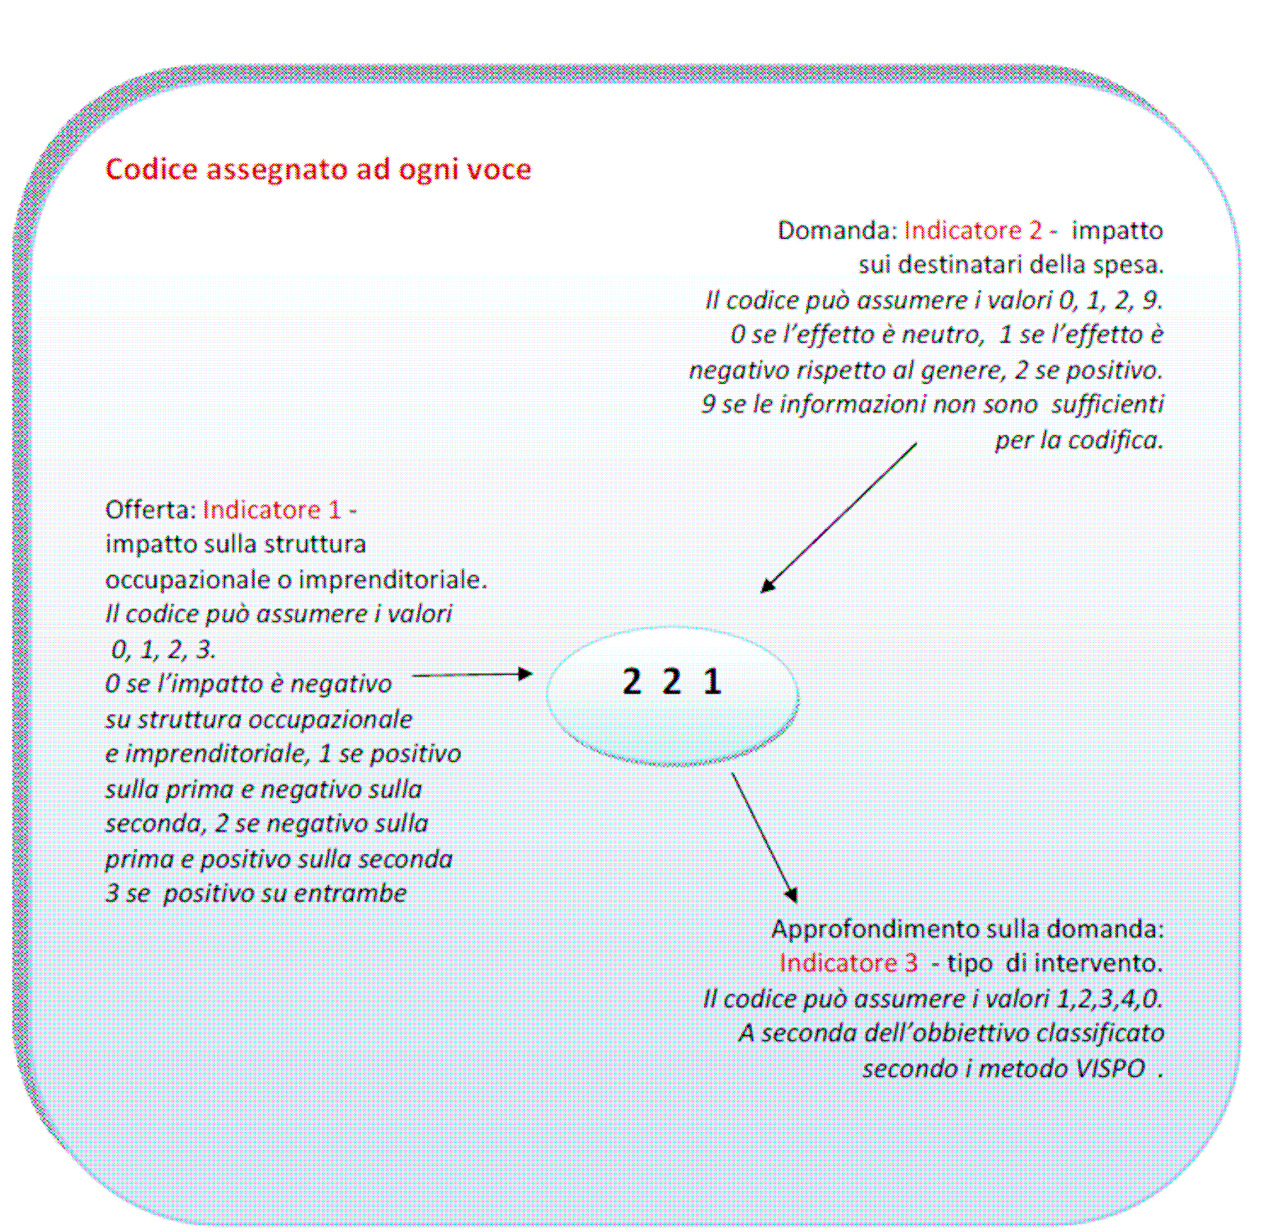 Codice assegnato ad ogni voce
Domanda: Indicatore 2 - impatto
sui destinatari della spesa.
Il codice può assumere i valori 0, 1, 2, 9.
0 se l'effetto è neutro, 1 se l'effetto è
negativo rispetto al genere, 2 se positivo.
9 se le informazioni non sono sufficienti
per la codifica.
Offerta: Indicatore 1 -
impatto sulla struttura
occupazionale o imprenditoriale.
Il codice può assumere i valori
0, 1, 2, 3.
0 se l'impatto è negativo
su struttura occupazionale
e imprenditoriale, 1 se positivo
sulla prima e negativo sulla
seconda, 2 se negativo sulla
prima e positivo sulla seconda
3 se positivo su entrambe
2 2 1
Approfondimento sulla domanda:
Indicatore 3 - tipo di intervento.
Il codice può assumere i valori 1,2,3,4,0.
A seconda dell'obbiettivo classificato
secondo i metodo VISPO .